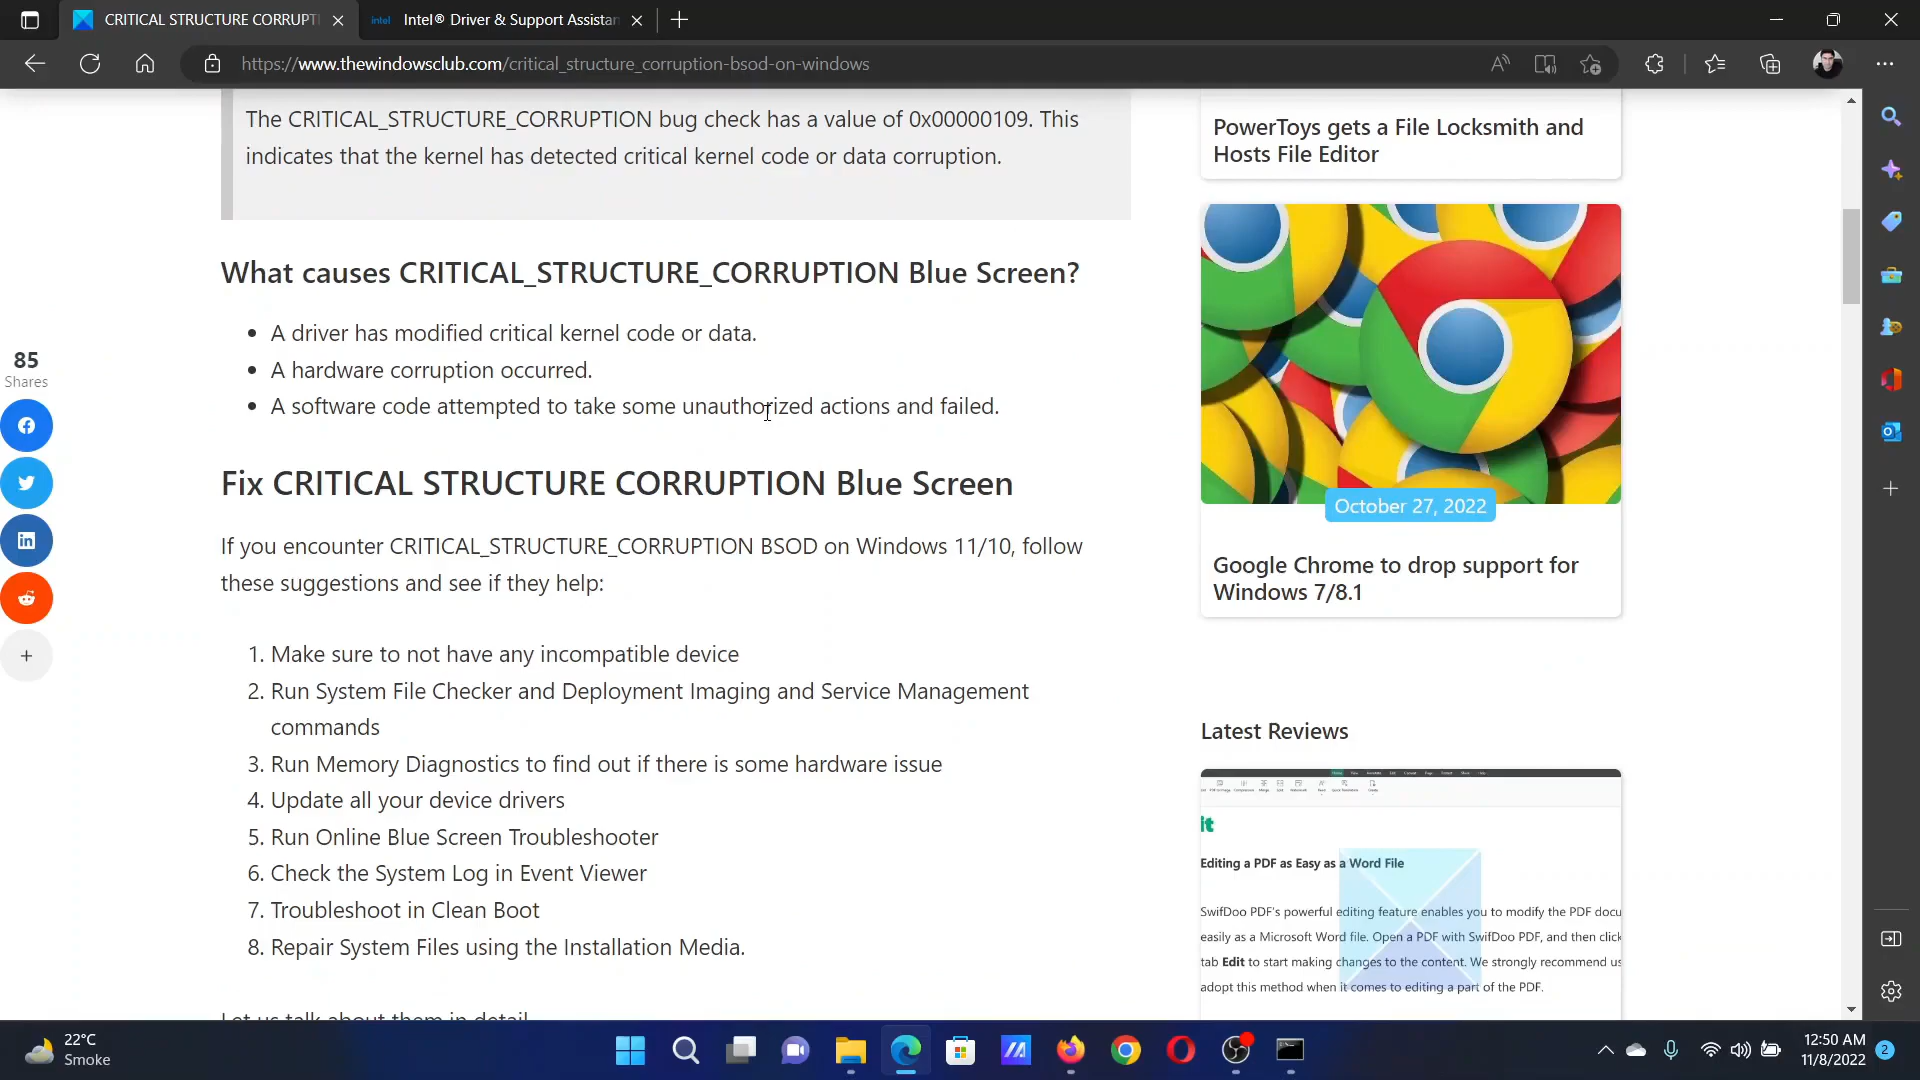 CRITICAL STRUCTURE CORRUPTI
intel
Intel® Driver & Support Assistan
https://www.thewindowsclub.com/critical_structure_corruption-bsod-on-windows
The CRITICAL_STRUCTURE_CORRUPTION bug check has a value of 0x00000109. This
indicates that the kernel has detected critical kernel code or data corruption.
What causes CRITICAL_STRUCTURE_CORRUPTION Blue Screen?
A driver has modified critical kernel code or data.
A hardware corruption occurred.
A software code attempted to take some unauthorized actions and failed.
Fix CRITICAL STRUCTURE CORRUPTION Blue Screen
If you encounter CRITICAL_STRUCTURE_CORRUPTION BSOD on Windows 11/10, follow
these suggestions and see if they help:
1. Make sure to not have any incompatible device
2. Run System File Checker and Deployment Imaging and Service Management
commands
3. Run Memory Diagnostics to find out if there is some hardware issue
4. Update all your device drivers
5. Run Online Blue Screen Troubleshooter
6. Check the System Log in Event Viewer
7. Troubleshoot in Clean Boot
8. Repair System Files using the Installation Media.
Let us talk about them in detail
85
Shares
PowerToys gets a File Locksmith and
Hosts File Editor
October 27, 2022
Google Chrome to drop support for
Windows 7/8.1
Latest Reviews
it
Editing a PDF as Easy as a Word File
SwifDoo PDF's powerful editing feature enables you to modify the PDF docu
easily as a Microsoft Word file. Open a PDF with SwifDoo PDF, and then click
tab Edit to start making changes to the content. We strongly recommend us
adopt this method when it comes to editing a part of the PDF.
22°C
Smoke
12:50 AM
11/8/2022
2